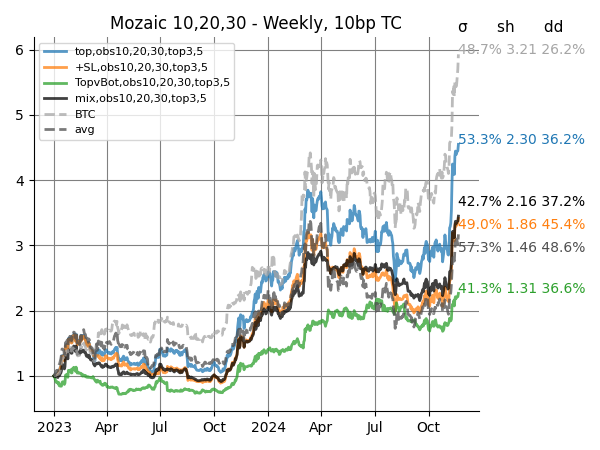 Mozaic 10,20,30 - Weekly, 10bp TC
σ sh dd
top,obs10,20,30,top3,5
+SL,obs10,20,30,top3,5
TopvBot,obs10,20,30,top3,5
mix,obs10,20,30,top3,5
BTC
avg
48.7% 3.21 26.2%
53.3% 2.30 36.2%
42.7% 2.16 37.2%
49.0% 1.86 45.4%
57.3% 1.46 48.6%
41.3% 1.31 36.6%
6
5
4
3
2
1
2023 Apr Jul Oct 2024 Apr Jul Oct